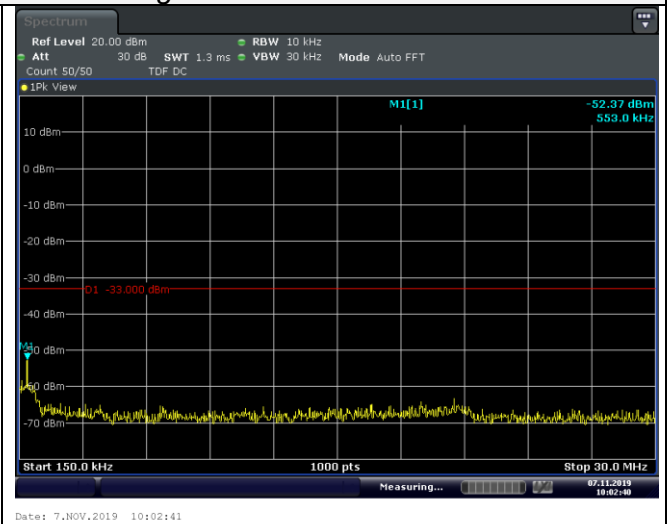 Spectrum
Ref Level 20.00 dBm RBW 10 kHz
Att 30 dB SWT 1.3 ms VBW 30 kHz Mode Auto FFT
Count 50/50 TDF DC
1Pk View
M1[1] -52.37 dBm
553.0 kHz
10 dBm
0 dBm
-10 dBm
-20 dBm
-30 dBm
D1 -33.000 dBm
-40 dBm
M1
-70 dBm
Start 150.0 kHz 1000 pts Stop 30.0 MHz
Measuring... 07.11.2019
10:02:40
Date: 7.NOV.2019 10:02:41